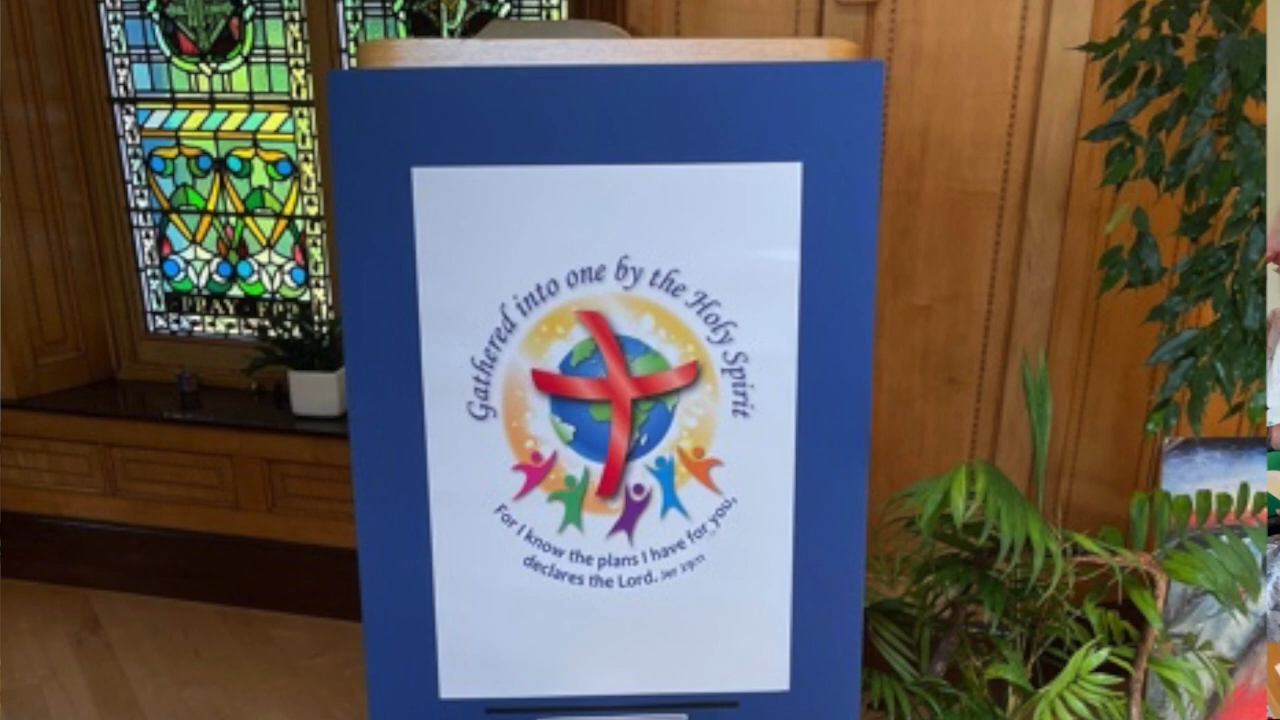 PRAY
Gathered into one by the Holy Spirit
For I know the plans I have for you,
declares the Lord. Jer 29:11